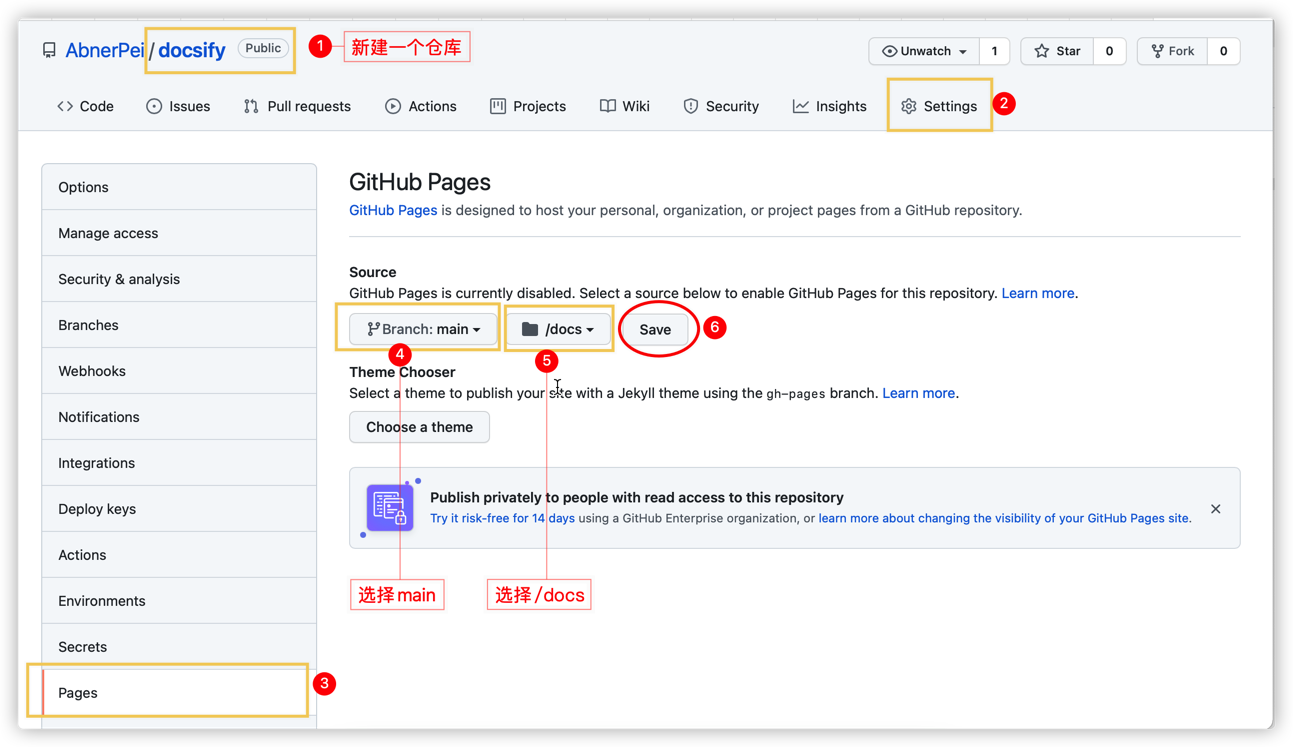 AbnerPei/docsify Public 1 新建一个仓库 Unwatch 1 Star 0 Fork 0
Code Issues Pull requests Actions Projects Wiki Security Insights Settings 2
Options
Manage access
Security & analysis
Branches
Webhooks
Notifications
Integrations
Deploy keys
Actions
Environments
Secrets
Pages 3
GitHub Pages
GitHub Pages is designed to host your personal, organization, or project pages from a GitHub repository.
Source
GitHub Pages is currently disabled. Select a source below to enable GitHub Pages for this repository. Learn more.
Branch: main /docs Save 6
4 5
Theme Chooser
Select a theme to publish your site with a Jekyll theme using the gh-pages branch. Learn more.
Choose a theme
Publish privately to people with read access to this repository
Try it risk-free for 14 days using a GitHub Enterprise organization, or learn more about changing the visibility of your GitHub Pages site.
选择main 选择/docs